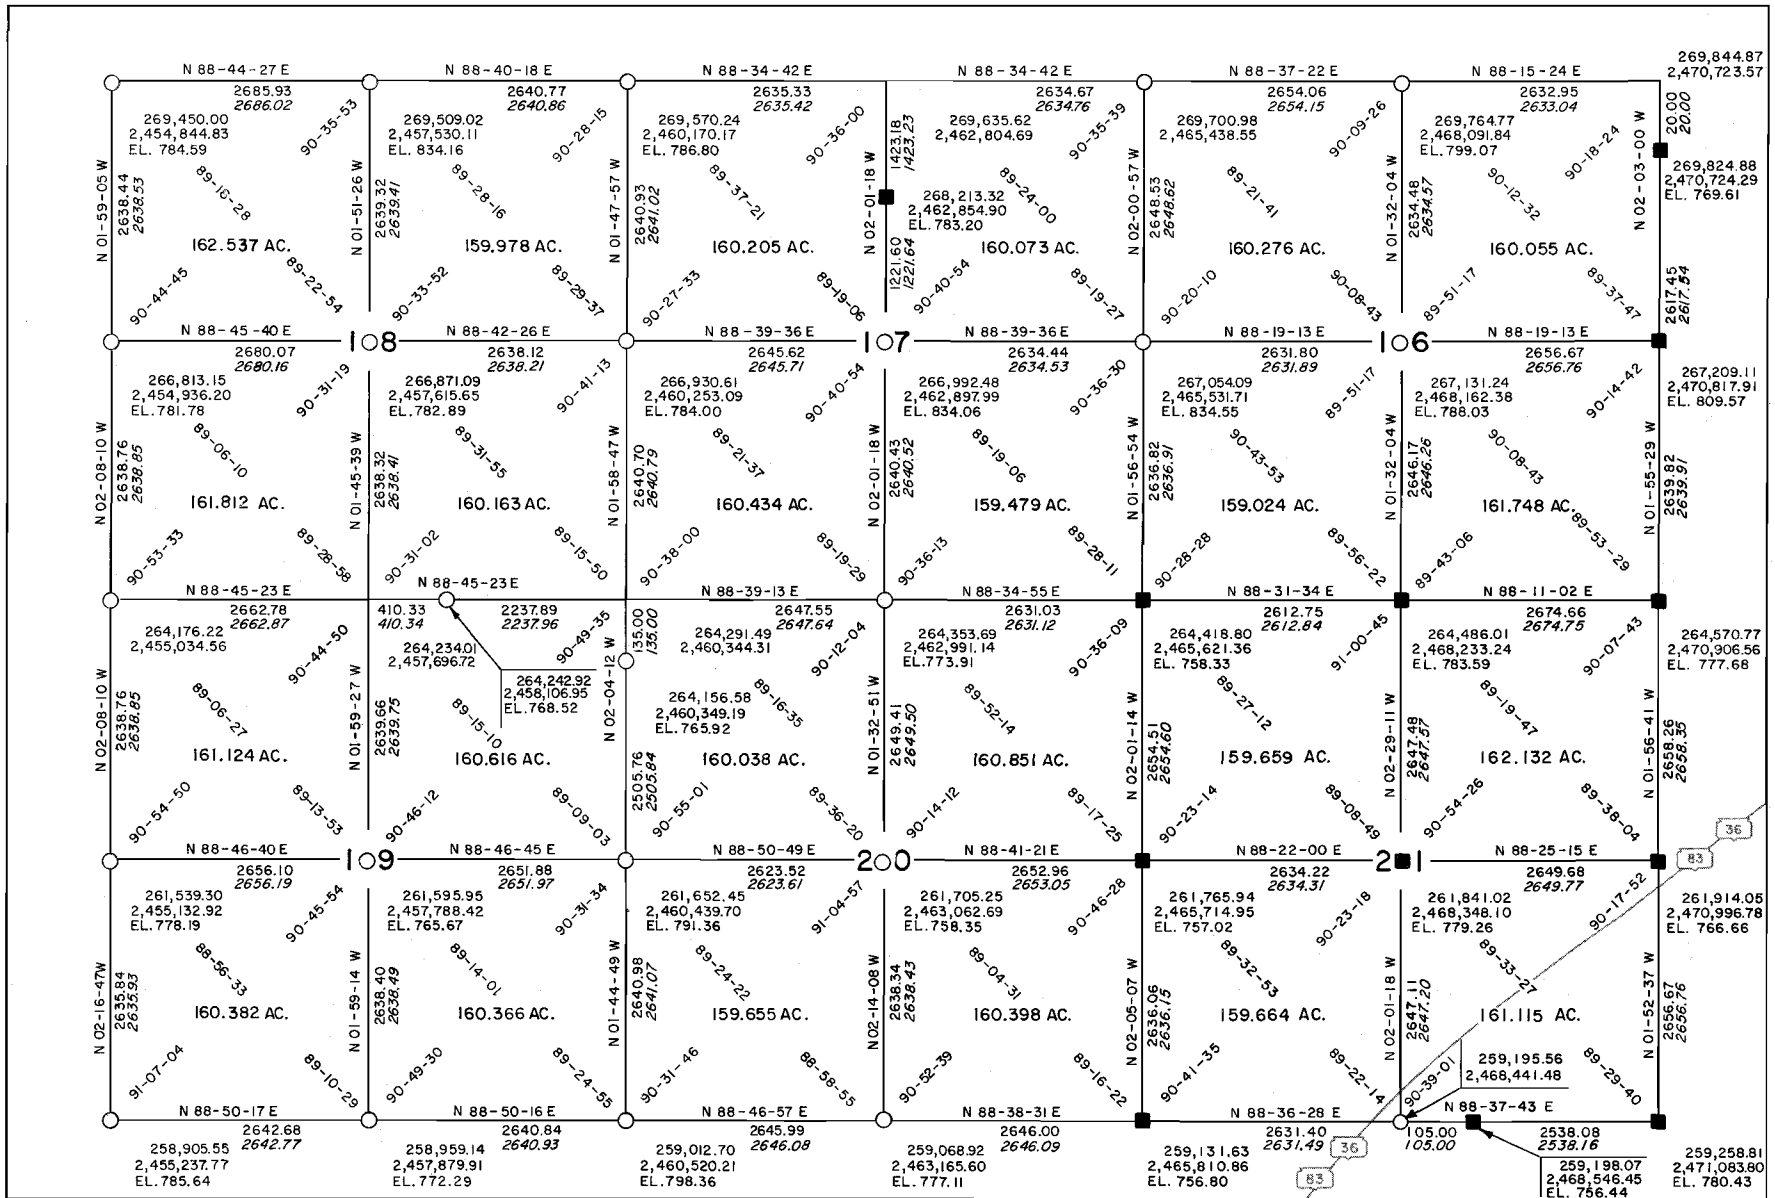 N 88-44-27 E N 88-40-18 E N 88-34-42 E N 88-34-42 E N 88-37-22 E N 88-15-24 E
269,844.87
2,470,723.57
2685.93 2640.77 2635.33 2634.67 2654.06 2632.95
2686.02 2640.86 2635.42 2634.76 2654.15 2633.04
20.00
20.00
269,450.00
2,454,844.83
EL. 784.59
90-35-53
269,509.02
2,457,530.11
EL. 834.16
90-28-15
269,570.24
2,460,170.17
EL. 786.80
90-36-00
1423.18
1423.23
269,635.62
2,462,804.69
90-35-39
269,700.98
2,465,438.55
90-09-26
269,764.77
2,468,091.84
EL. 799.07
90-18-24
269,824.88
2,470,724.29
EL. 769.61
N 01-59-05 W
2638.44
2638.53
89-16-28
N 01-51-26 W
2639.32
2639.41
89-28-16
N 01-47-57 W
2640.93
2641.02
89-37-21
N 02-01-18 W
89-24-00
268,213.32
2,462,854.90
EL. 783.20
N 02-00-57 W
2648.53
2648.62
89-21-41
N 01-32-04 W
2634.48
2634.57
90-12-32
N 02-03-00 W
162.537 AC. 159.978 AC. 160.205 AC. 160.073 AC. 160.276 AC. 160.055 AC.
90-44-45 89-22-54 90-33-52 89-29-37 90-27-33 89-19-06
1221.60
1221.64
90-40-54 89-19-27 90-20-10 90-08-43 89-51-17 89-37-47
2617.45
2617.54
N 88-45-40 E 18 N 88-42-26 E N 88-39-36 E 17 N 88-39-36 E N 88-19-13 E 16 N 88-19-13 E
2680.07 2638.12 2645.62 2634.44 2631.80 2656.67
2680.16 2638.21 2645.71 2634.53 2631.89 2656.76
266,813.15
2,454,936.20
EL. 781.78
90-31-19
266,871.09
2,457,615.65
EL. 782.89
90-41-13
266,930.61
2,460,253.09
EL. 784.00
90-40-54
266,992.48
2,462,897.99
EL. 834.06
90-36-30
267,054.09
2,465,531.71
EL. 834.55
89-51-17
267,131.24
2,468,162.38
EL. 788.03
90-14-42
267,209.11
2,470,817.91
EL. 809.57
N 02-08-10 W
2638.76
2638.85
89-06-10
N 01-45-39 W
2638.32
2638.41
89-31-55
N 01-58-47 W
2640.70
2640.79
89-21-37
N 02-01-18 W
2640.43
2640.52
89-19-06
N 01-56-54 W
2636.82
2636.91
90-43-53
N 01-32-04 W
2646.17
2646.26
90-08-43
N 01-55-29 W
2639.82
2639.91
161.812 AC. 160.163 AC. 160.434 AC. 159.479 AC. 159.024 AC. 161.748 AC.
90-53-33 89-28-58 90-31-02 89-15-50 90-38-00 89-19-29 90-36-13 89-28-11 90-28-28 89-56-22 89-43-06 89-53-29
N 88-45-23 E N 88-45-23 E N 88-39-13 E N 88-34-55 E N 88-31-34 E N 88-11-02 E
2662.78 410.33 2237.89 2647.55 2631.03 2612.75 2674.66
2662.87 410.34 2237.96 2647.64 2631.12 2612.84 2674.75
264,176.22
2,455,034.56
90-44-50
264,234.01
2,457,696.72
90-49-35
135.00
135.00
264,291.49
2,460,344.31
90-12-04
264,353.69
2,462,991.14
EL. 773.91
90-36-09
264,418.80
2,465,621.36
EL. 758.33
91-00-45
264,486.01
2,468,233.24
EL. 783.59
90-07-43
264,570.77
2,470,906.56
EL. 777.68
264,242.92
2,458,106.95
EL. 768.52
N 02-08-10 W
2638.76
2638.85
89-06-27
N 01-59-27 W
2639.66
2639.75
89-15-10
N 02-04-12 W
264,156.58
2,460,349.19
EL. 765.92
89-16-35
N 01-32-51 W
2649.41
2649.50
89-52-14
N 02-01-14 W
2654.51
2654.60
89-27-12
N 02-29-11 W
2647.48
2647.57
89-19-47
N 01-56-41 W
2658.26
2658.35
161.124 AC. 160.616 AC. 160.038 AC. 160.851 AC. 159.659 AC. 162.132 AC.
90-54-50 89-13-53 90-46-12 89-09-03
2505.76
2505.84
90-55-01 89-36-20 90-14-12 89-17-25 90-23-14 89-08-49 90-54-26 89-38-04
36
83
N 88-46-40 E 19 N 88-46-45 E N 88-50-49 E 20 N 88-41-21 E N 88-22-00 E 21 N 88-25-15 E
2656.10 2651.88 2623.52 2652.96 2634.22 2649.68
2656.19 2651.97 2623.61 2653.05 2634.31 2649.77
261,539.30
2,455,132.92
EL. 778.19
90-45-54
261,595.95
2,457,788.42
EL. 765.67
90-31-34
261,652.45
2,460,439.70
EL. 791.36
91-04-57
261,705.25
2,463,062.69
EL. 758.35
90-46-28
261,765.94
2,465,714.95
EL. 757.02
90-23-18
261,841.02
2,468,348.10
EL. 779.26
90-17-52
261,914.05
2,470,996.78
EL. 766.66
N 02-16-47 W
2635.84
2635.93
88-56-33
N 01-59-14 W
2638.40
2638.49
89-14-01
N 01-44-49 W
2640.98
2641.07
89-24-22
N 02-14-08 W
2638.34
2638.43
89-04-31
N 02-05-07 W
2636.06
2636.15
89-32-53
N 02-01-18 W
2647.11
2647.20
89-33-27
N 01-52-37 W
2656.67
2656.76
160.382 AC. 160.366 AC. 159.655 AC. 160.398 AC. 159.664 AC. 161.115 AC.
91-07-04 89-10-29 90-49-30 89-24-55 90-31-46 88-58-55 90-52-39 89-16-22 90-41-35 89-22-14 90-39-01 89-29-40
259,195.56
2,468,441.48
N 88-50-17 E N 88-50-16 E N 88-46-57 E N 88-38-31 E N 88-36-28 E N 88-37-43 E
2642.68 2640.84 2645.99 2646.00 2631.40 105.00 2538.08
2642.77 2640.93 2646.08 2646.09 2631.49 105.00 2538.16
258,905.55
2,455,237.77
EL. 785.64
258,959.14
2,457,879.91
EL. 772.29
259,012.70
2,460,520.21
EL. 798.36
259,068.92
2,463,165.60
EL. 777.11
259,131.63
2,465,810.86
EL. 756.80
36
83
259,198.07
2,468,546.45
EL. 756.44
259,258.81
2,471,083.80
EL. 780.43